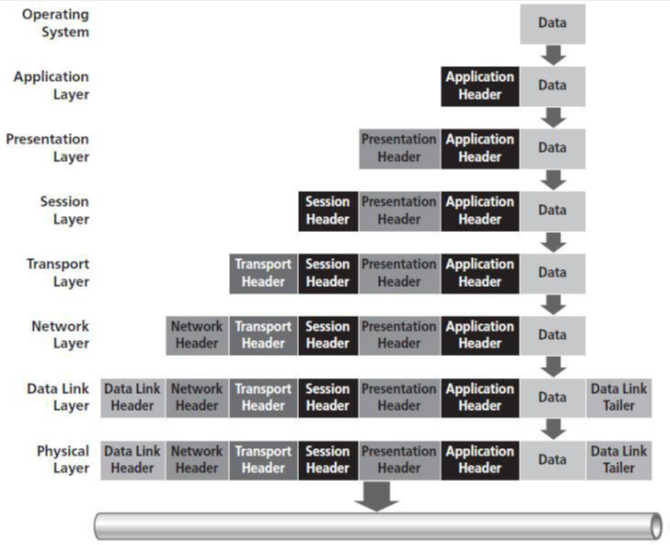 Operating
System
Data
Application
Layer
Application
Header
Data
Presentation
Layer
Presentation
Header
Application
Header
Data
Session
Layer
Session
Header
Presentation
Header
Application
Header
Data
Transport
Layer
Transport
Header
Session
Header
Presentation
Header
Application
Header
Data
Network
Layer
Network
Header
Transport
Header
Session
Header
Presentation
Header
Application
Header
Data
Data Link
Layer
Data Link
Header
Network
Header
Transport
Header
Session
Header
Presentation
Header
Application
Header
Data
Data Link
Tailer
Physical
Layer
Data Link
Header
Network
Header
Transport
Header
Session
Header
Presentation
Header
Application
Header
Data
Data Link
Tailer